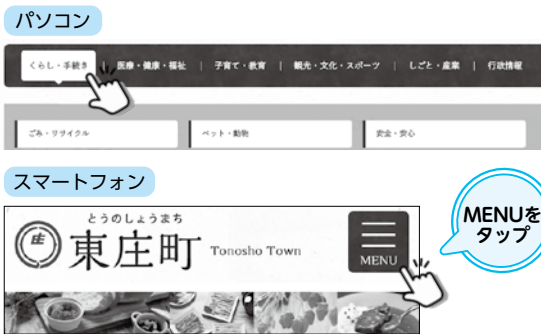 パソコン
くらし・手続き | 医療・健康・福祉 | 子育て・教育 | 観光・文化・スポーツ | しごと・産業 | 行政情報
ごみ・リサイクル ペット・動物 安全・安心
スマートフォン
とうのしょうまち
庄 東庄町 Tonosho Town
MENU
MENUを
タップ